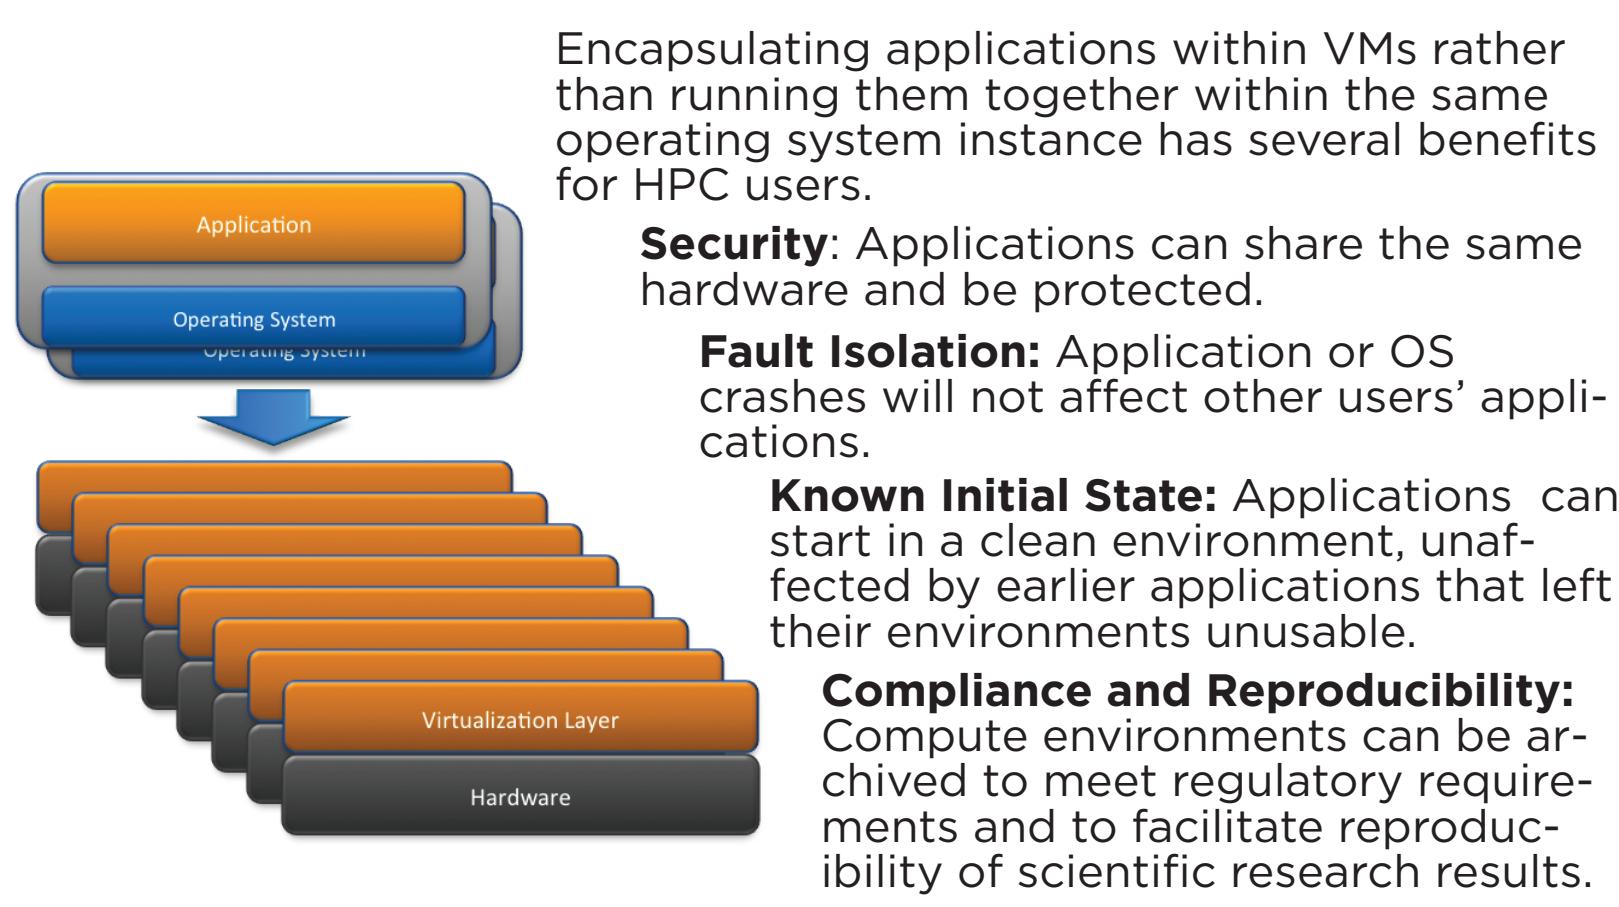 Encapsulating applications within VMs rather
than running them together within the same
operating system instance has several benefits
for HPC users.
Security: Applications can share the same
hardware and be protected.
Fault Isolation: Application or OS
crashes will not affect other users’ appli-
cations.
Known Initial State: Applications can
start in a clean environment, unaf-
fected by earlier applications that left
their environments unusable.
Compliance and Reproducibility:
Compute environments can be ar-
chived to meet regulatory require-
ments and to facilitate reproduc-
ibility of scientific research results.
Application
Operating System
Operating System
Virtualization Layer
Hardware